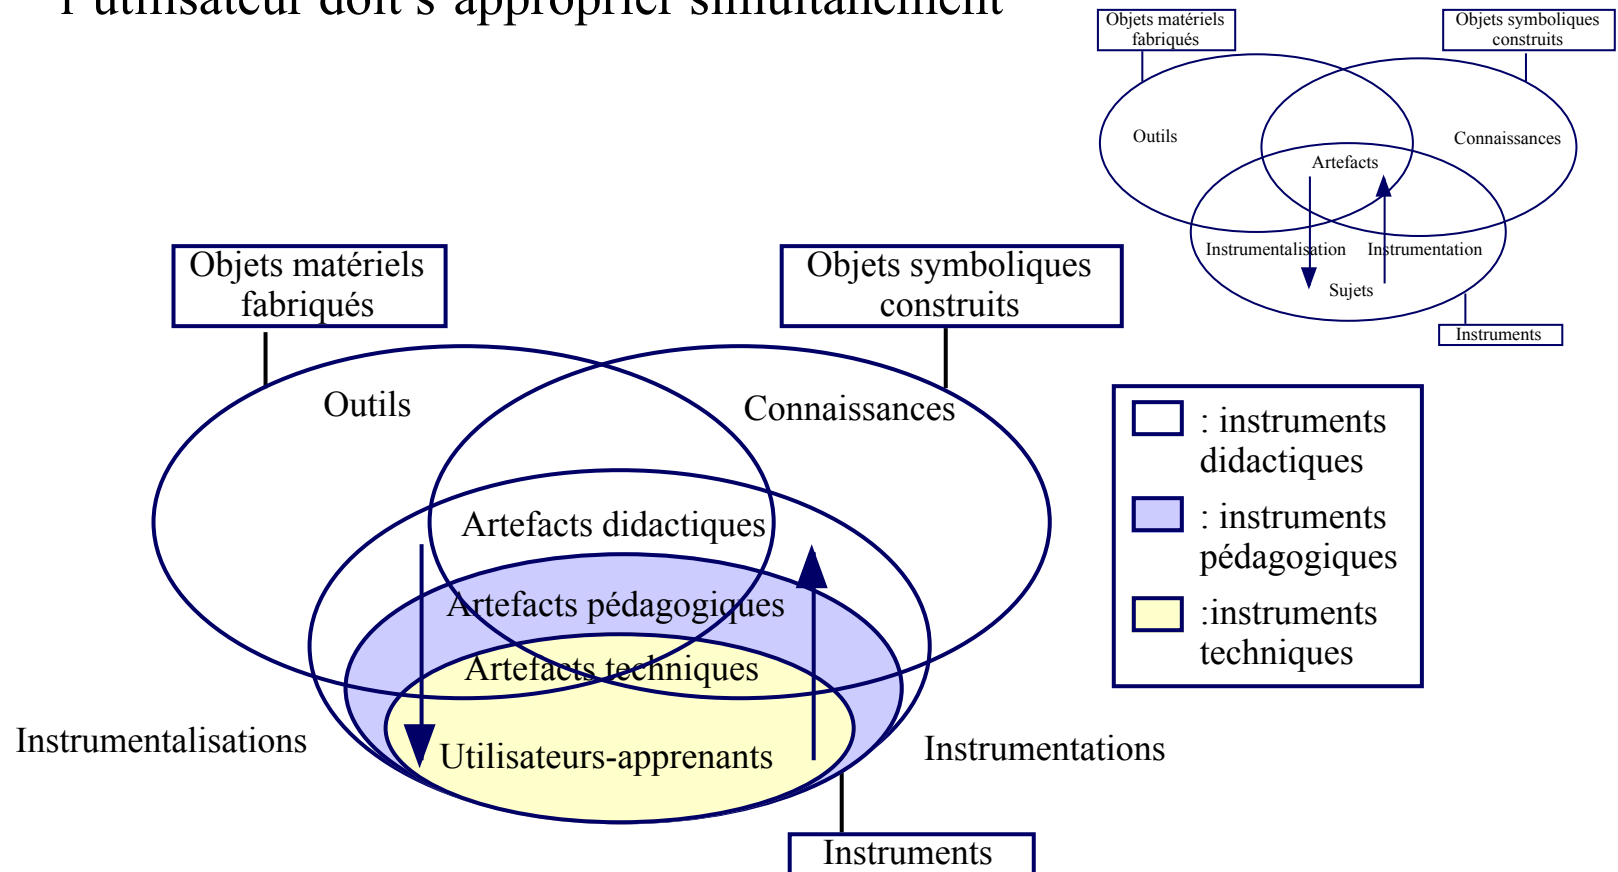 l'utilisateur doit s'approprier simultanément
Objets matériels
fabriqués
Objets symboliques
construits
Outils
Connaissances
Artefacts
Instrumentalisation
Instrumentation
Sujets
Instruments
Objets matériels
fabriqués
Objets symboliques
construits
Outils
Connaissances
Artefacts didactiques
Artefacts pédagogiques
Artefacts techniques
Utilisateurs-apprenants
Instrumentalisations
Instrumentations
Instruments
: instruments
didactiques
: instruments
pédagogiques
:instruments
techniques